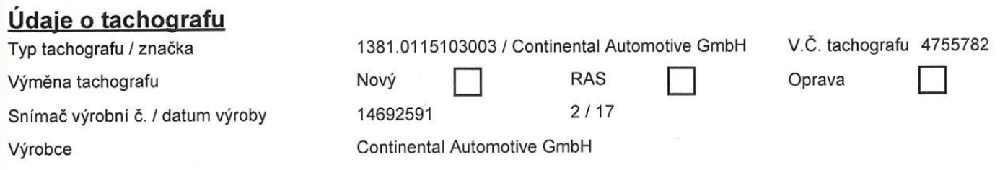 Údaje o tachografu
Typ tachografu / značka 1381.0115103003 / Continental Automotive GmbH V.Č. tachografu 4755782
Výměna tachografu Nový RAS Oprava
Snímač výrobní č. / datum výroby 14692591 2 / 17
Výrobce Continental Automotive GmbH